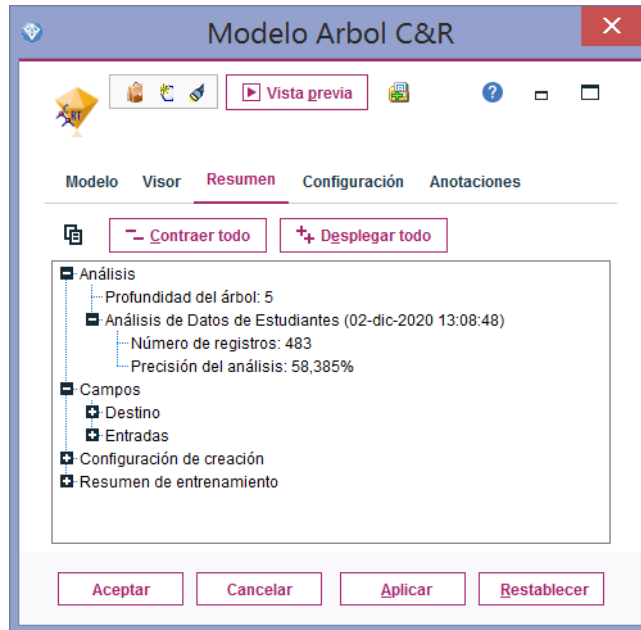 Modelo Arbol C&R
CRT
Vista previa
?
Modelo Visor Resumen Configuración Anotaciones
Contraer todo Desplegar todo
Análisis
Profundidad del árbol: 5
Análisis de Datos de Estudiantes (02-dic-2020 13:08:48)
Número de registros: 483
Precisión del análisis: 58,385%
Campos
Destino
Entradas
Configuración de creación
Resumen de entrenamiento
Aceptar Cancelar Aplicar Restablecer